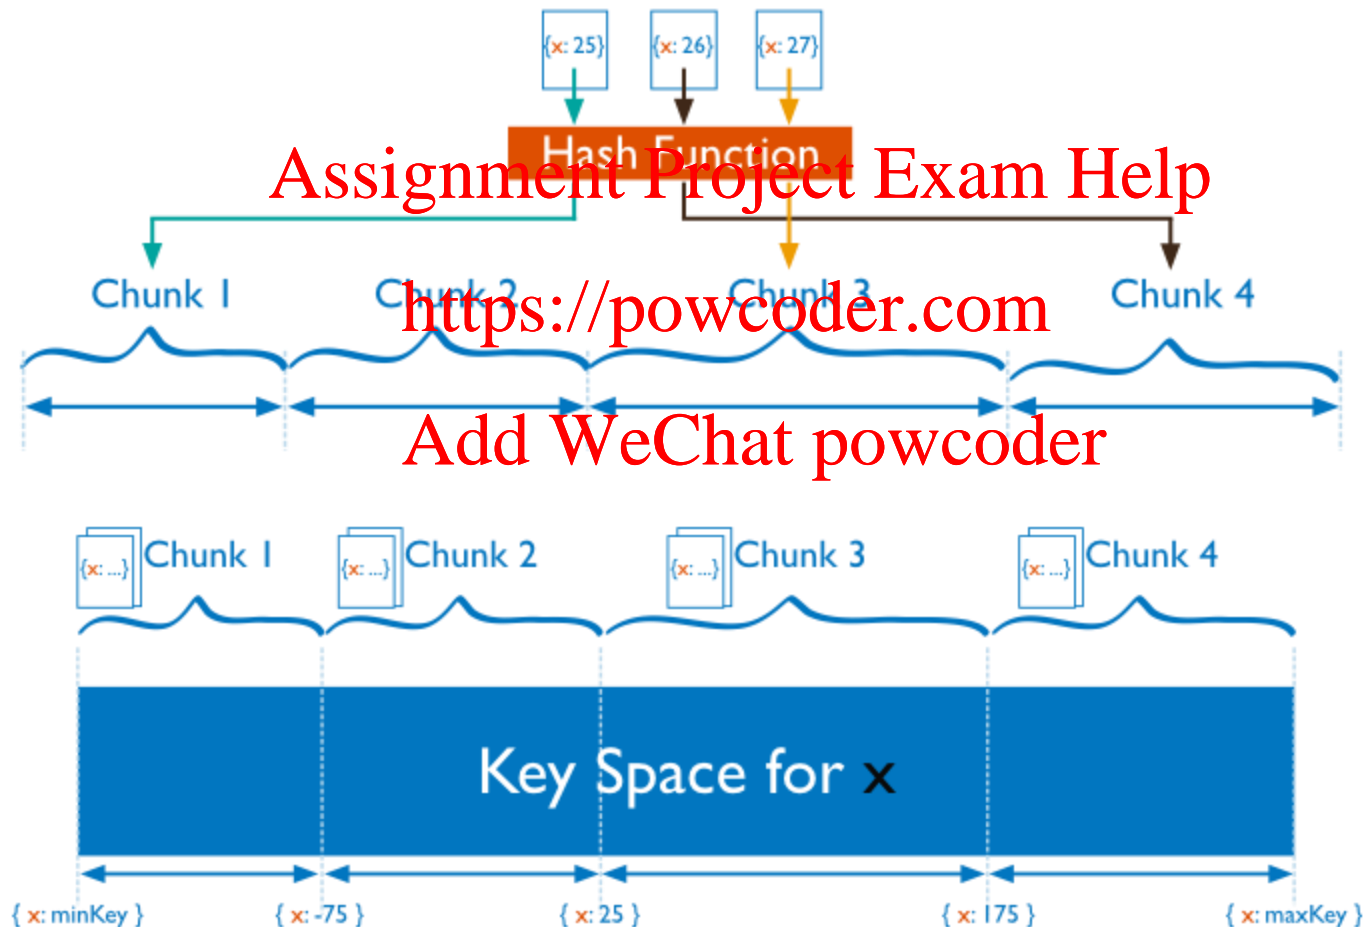 {x: 25} {x: 26} {x: 27}
Hash Function
Assignment Project Exam Help
Chunk 1 Chunk 2 Chunk 3 Chunk 4
https://powcoder.com
Add WeChat powcoder
{x: ...} Chunk 1 {x: ...} Chunk 2 {x: ...} Chunk 3 {x: ...} Chunk 4
Key Space for x
{ x: minKey } { x: -75 } { x: 25 } { x: 175 } { x: maxKey }